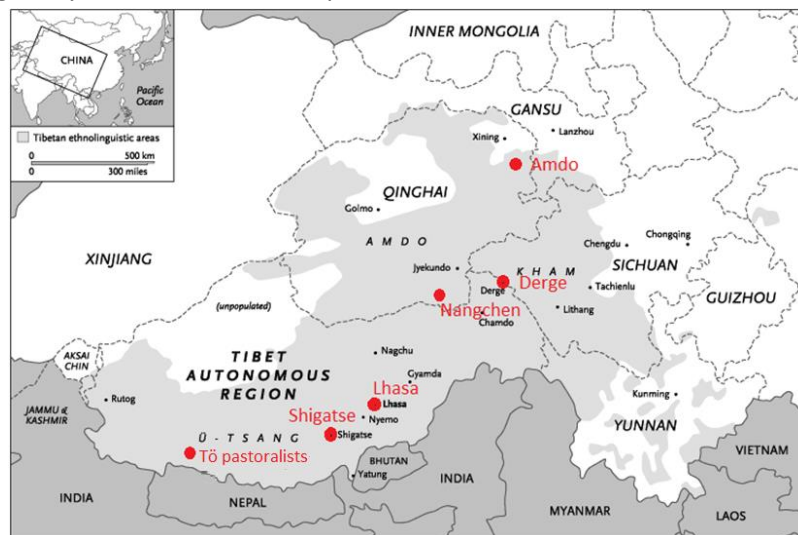 INNER MONGOLIA
CHINA
Pacific
Ocean
Tibetan ethnolinguistic areas
0
500 km
0
300 miles
GANSU
Xining
Lanzhou
Amdo
QINGHAI
Golmo
AMDO
XINJIANG
Chengdu
Chongqing
Jyekundo
KHAM
SICHUAN
Derge
Derge
Tachienlu
GUIZHOU
(unpopulated)
Nangchen
Lithang
Chamdo
AKSAI
CHIN
TIBET
AUTONOMOUS
REGION
Nagchu
Gyamda
Rutog
Lhasa
Lhasa
JAMMU &
KASHMIR
Kunming
Shigatse
Nyemo
YUNNAN
Ü-TSANG
Shigatse
Tö pastoralists
BHUTAN
VIETNAM
Yatung
INDIA
INDIA
NEPAL
MYANMAR
LAOS